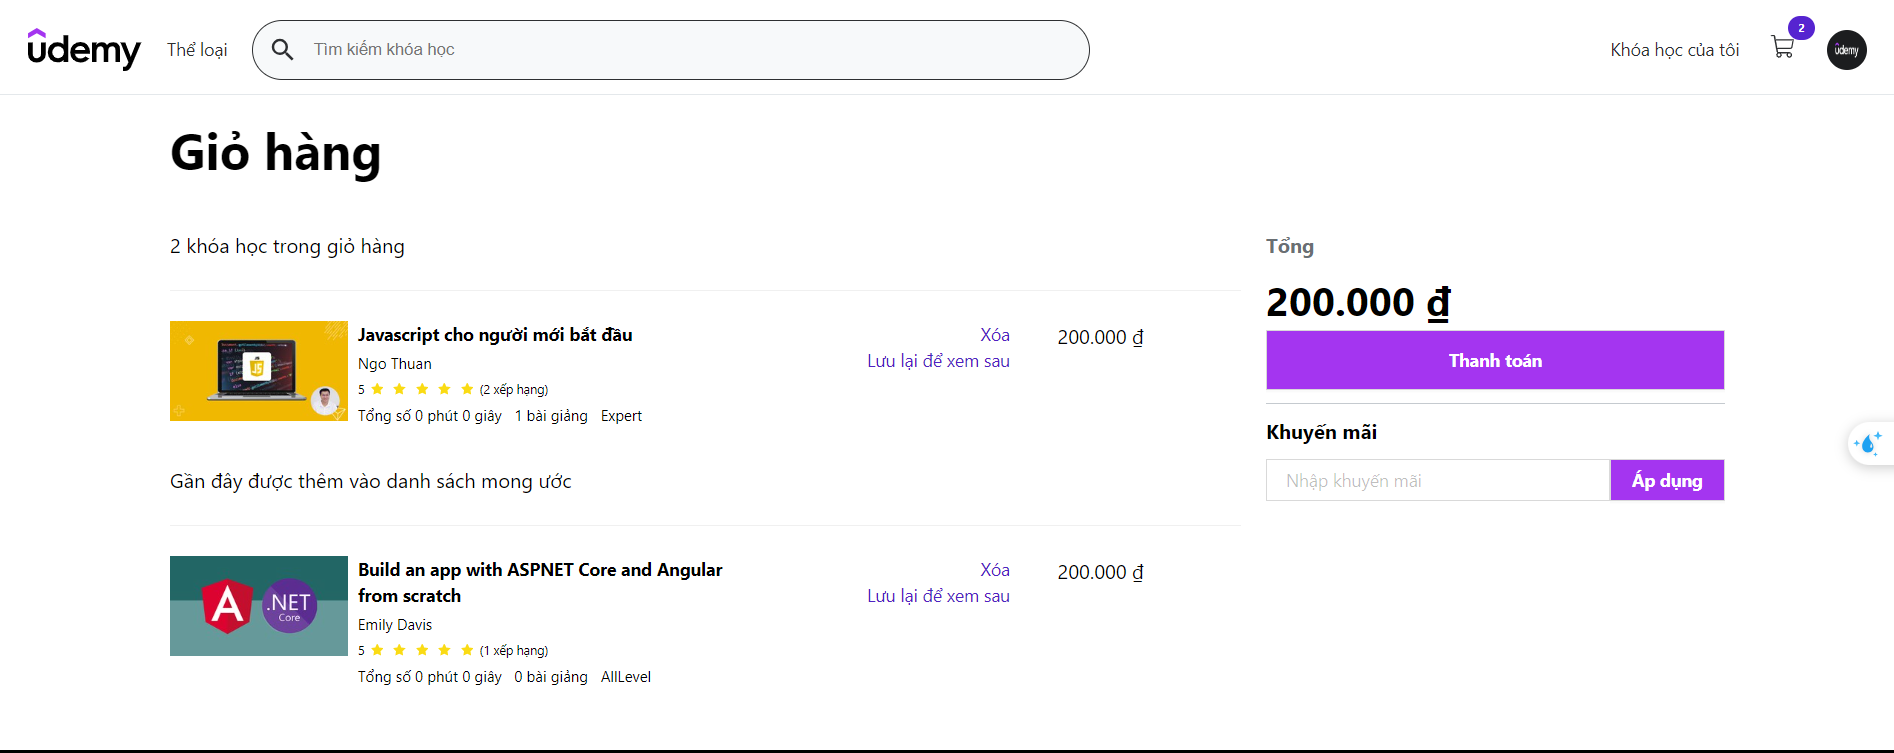 udemy
Thể loại
Tìm kiếm khóa học
Khóa học của tôi
2
udemy
Giỏ hàng
2 khóa học trong giỏ hàng
Javascript cho người mới bắt đầu
Ngo Thuan
5 (2 xếp hạng)
Tổng số 0 phút 0 giây 1 bài giảng Expert
Xóa
Lưu lại để xem sau
200.000 ₫
JS
Gần đây được thêm vào danh sách mong ước
A .NET
Core
Build an app with ASPNET Core and Angular
from scratch
Emily Davis
5 (1 xếp hạng)
Tổng số 0 phút 0 giây 0 bài giảng AllLevel
Xóa
Lưu lại để xem sau
200.000 ₫
Tổng
200.000 ₫
Thanh toán
Khuyến mãi
Nhập khuyến mãi
Áp dụng